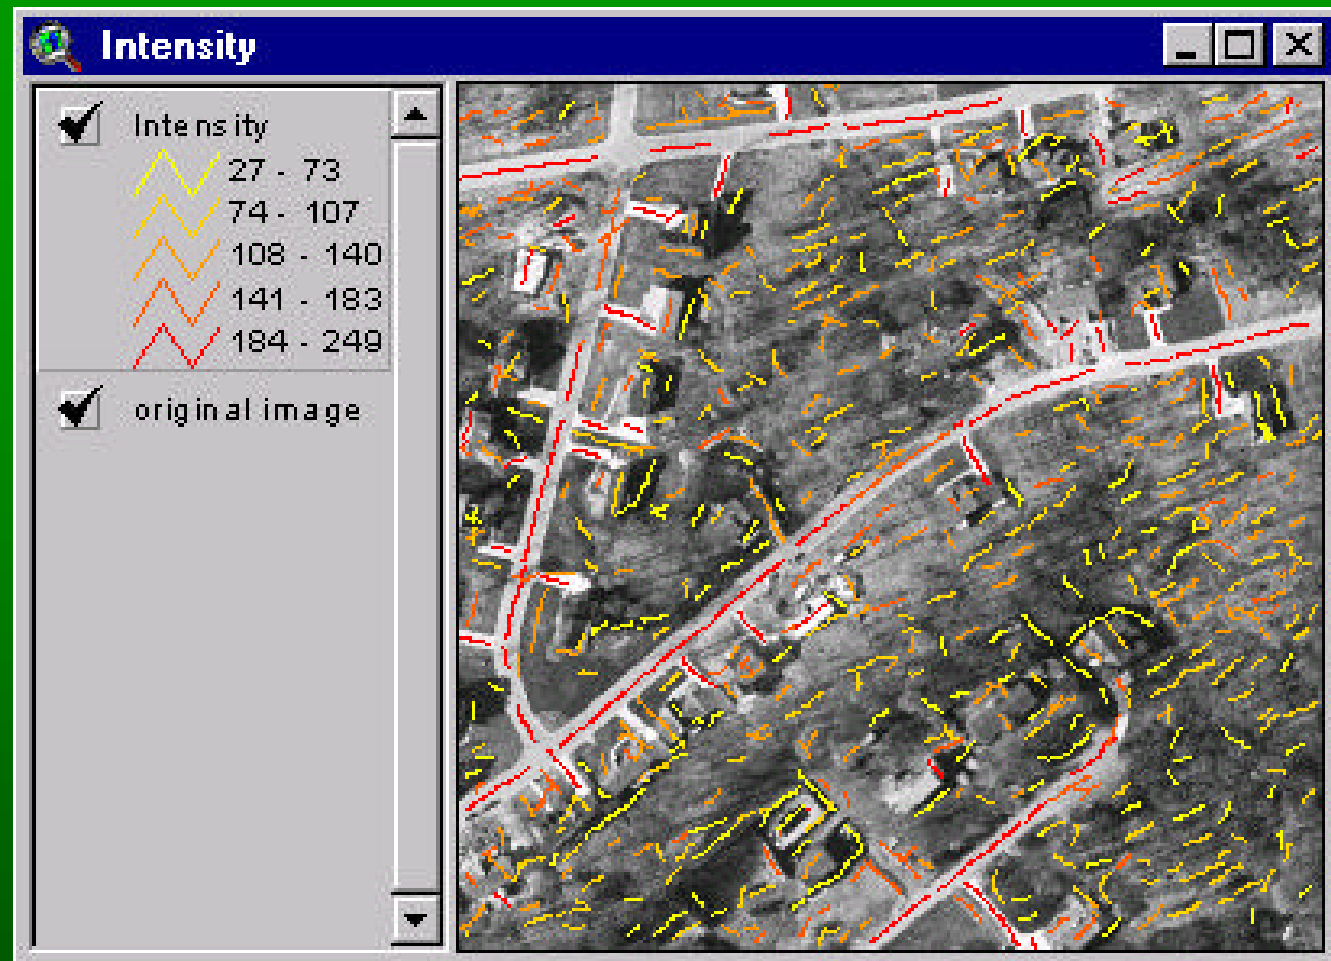 Intensity
Intensity
27 - 73
74 - 107
108 - 140
141 - 183
184 - 249
original image